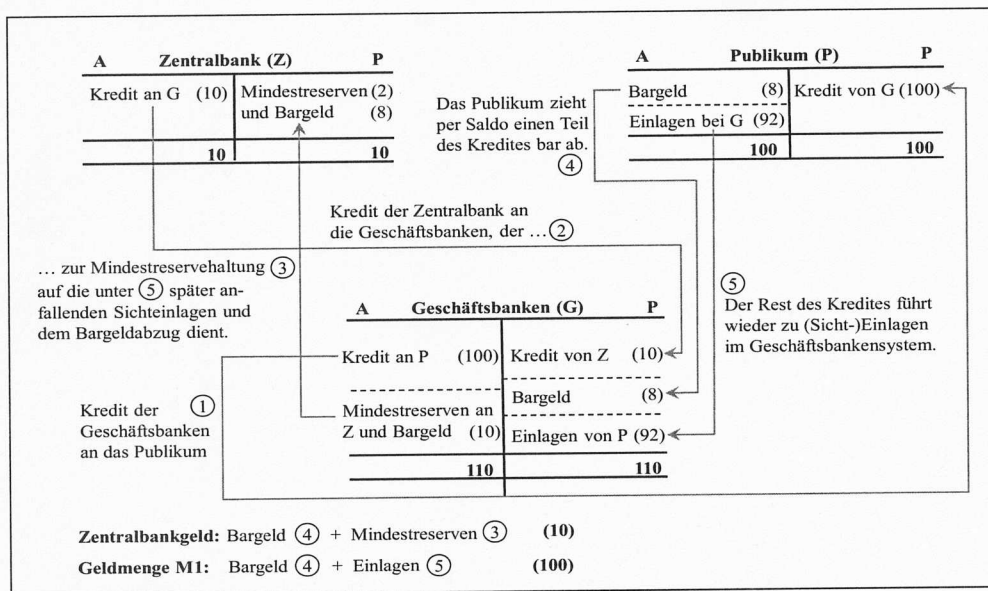 A Zentralbank (Z) P
Kredit an G (10) Mindestreserven (2)
und Bargeld (8)
10 10
A Publikum (P) P
Bargeld (8) Kredit von G (100)
Einlagen bei G (92)
100 100
Das Publikum zieht
per Saldo einen Teil
des Kredites bar ab.
④
Kredit der Zentralbank an
die Geschäftsbanken, der … ②
… zur Mindestreservehaltung ③
auf die unter ⑤ später an-
fallenden Sichteinlagen und
dem Bargeldabzug dient.
⑤
Der Rest des Kredites führt
wieder zu (Sicht-)Einlagen
im Geschäftsbankensystem.
A Geschäftsbanken (G) P
Kredit an P (100) Kredit von Z (10)
Bargeld (8)
Mindestreserven an
Z und Bargeld (10) Einlagen von P (92)
110 110
Kredit der ①
Geschäftsbanken
an das Publikum
Zentralbankgeld: Bargeld ④ + Mindestreserven ③ (10)
Geldmenge M1: Bargeld ④ + Einlagen ⑤ (100)